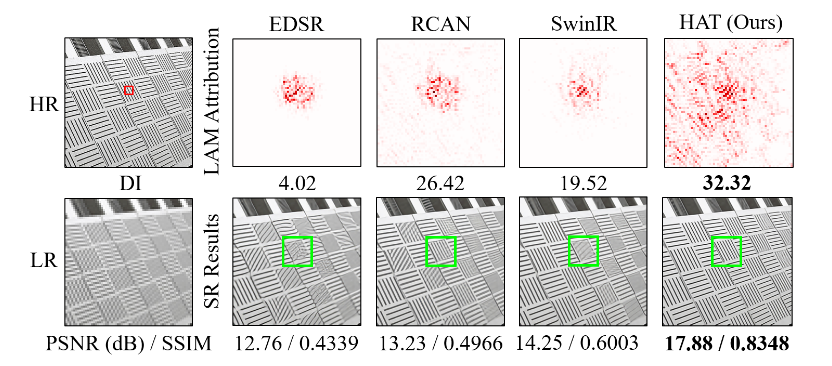 EDSR RCAN SwinIR HAT (Ours)
HR
LAM Attribution
DI 4.02 26.42 19.52 32.32
LR
SR Results
PSNR (dB) / SSIM 12.76 / 0.4339 13.23 / 0.4966 14.25 / 0.6003 17.88 / 0.8348